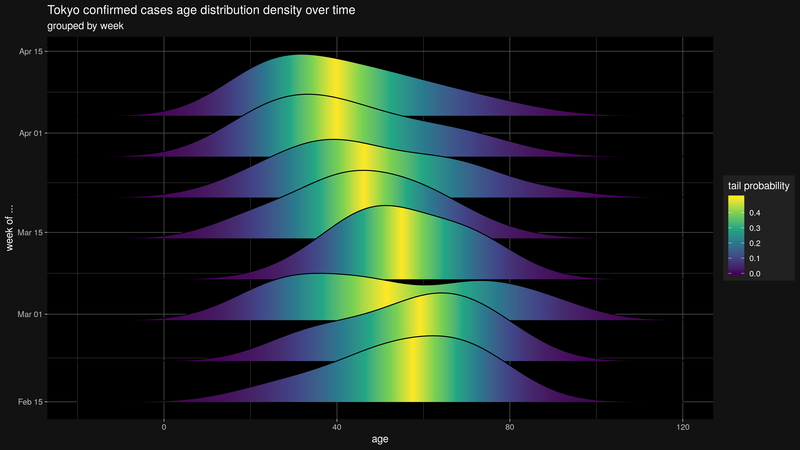 Tokyo confirmed cases age distribution density over time
grouped by week
Apr 15
Apr 01
Mar 15
Mar 01
Feb 15
week of ...
0 40 80 120
age
tail probability
0.4
0.3
0.2
0.1
0.0